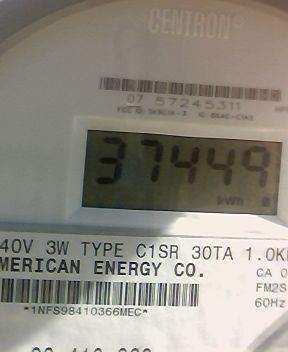 CENTRON®
07 57245311
37449
kWh
40V 3W TYPE C1SR 30TA 1.0K
MERICAN ENERGY CO.
CA 0
FM2S
60Hz
*1NFS98410366MEC*